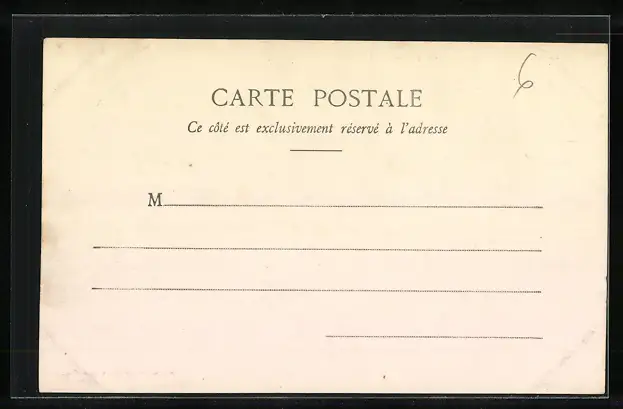 6
CARTE POSTALE
Ce côté est exclusivement réservé à l'adresse
M